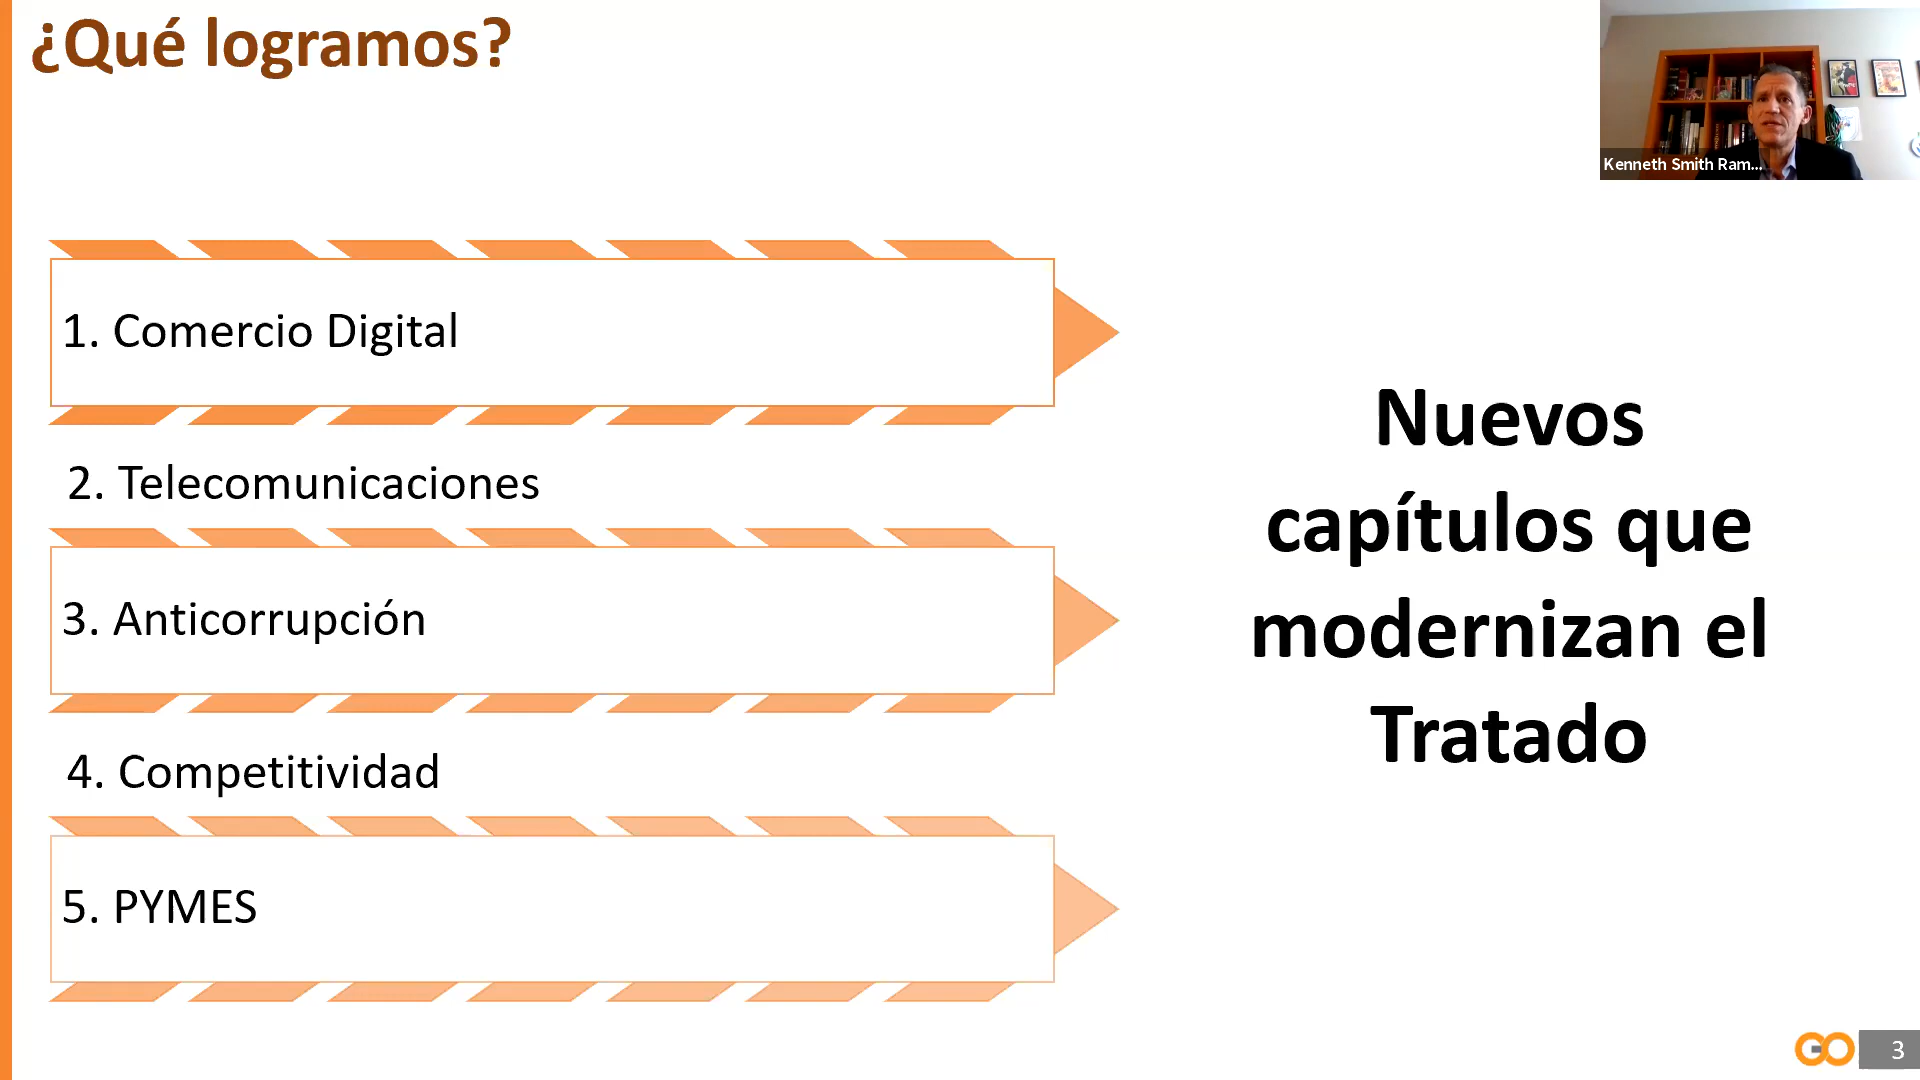 ¿Qué logramos?
Kenneth Smith Ram...
1. Comercio Digital
2. Telecomunicaciones
3. Anticorrupción
4. Competitividad
5. PYMES
Nuevos
capítulos que
modernizan el
Tratado
GO
3